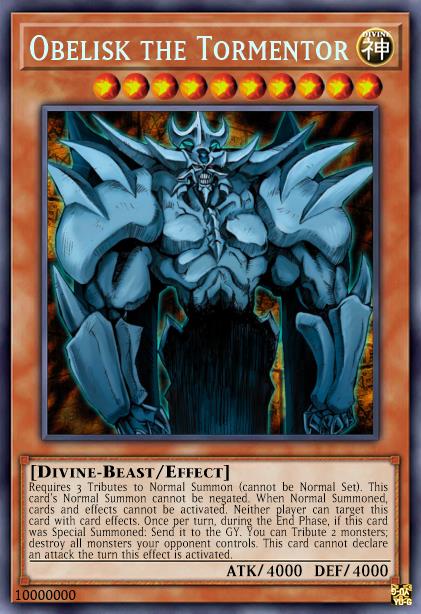 OBELISK THE TORMENTOR
DIVINE
神
[DIVINE-BEAST/EFFECT]
Requires 3 Tributes to Normal Summon (cannot be Normal Set). This
card's Normal Summon cannot be negated. When Normal Summoned,
cards and effects cannot be activated. Neither player can target
this card with card effects. Once per turn, during the End Phase, if this card
was Special Summoned: Send it to the GY. You can Tribute 2 monsters;
destroy all monsters your opponent controls. This card cannot declare
an attack the turn this effect is activated.
ATK/4000 DEF/4000
10000000